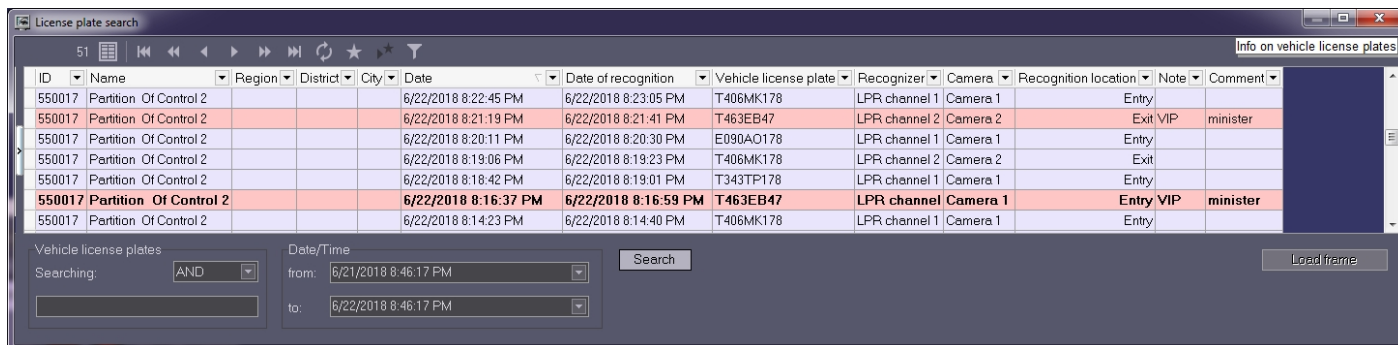 License plate search
51
Info on vehicle license plates
ID Name Region District City Date Date of recognition Vehicle license plate Recognizer Camera Recognition location Note Comment
550017 Partition Of Control 2 6/22/2018 8:22:45 PM 6/22/2018 8:23:05 PM T406MK178 LPR channel 1 Camera 1 Entry
550017 Partition Of Control 2 6/22/2018 8:21:19 PM 6/22/2018 8:21:41 PM T463EB47 LPR channel 2 Camera 2 Exit VIP minister
550017 Partition Of Control 2 6/22/2018 8:20:11 PM 6/22/2018 8:20:30 PM E090AO178 LPR channel 1 Camera 1 Entry
550017 Partition Of Control 2 6/22/2018 8:19:06 PM 6/22/2018 8:19:23 PM T406MK178 LPR channel 2 Camera 2 Exit
550017 Partition Of Control 2 6/22/2018 8:18:42 PM 6/22/2018 8:19:01 PM T343TP178 LPR channel 1 Camera 1 Entry
550017 Partition Of Control 2 6/22/2018 8:16:37 PM 6/22/2018 8:16:59 PM T463EB47 LPR channel Camera 1 Entry VIP minister
550017 Partition Of Control 2 6/22/2018 8:14:23 PM 6/22/2018 8:14:40 PM T406MK178 LPR channel 1 Camera 1 Entry
Vehicle license plates Date/Time
Searching: AND from: 6/21/2018 8:46:17 PM Search Load frame
to: 6/22/2018 8:46:17 PM